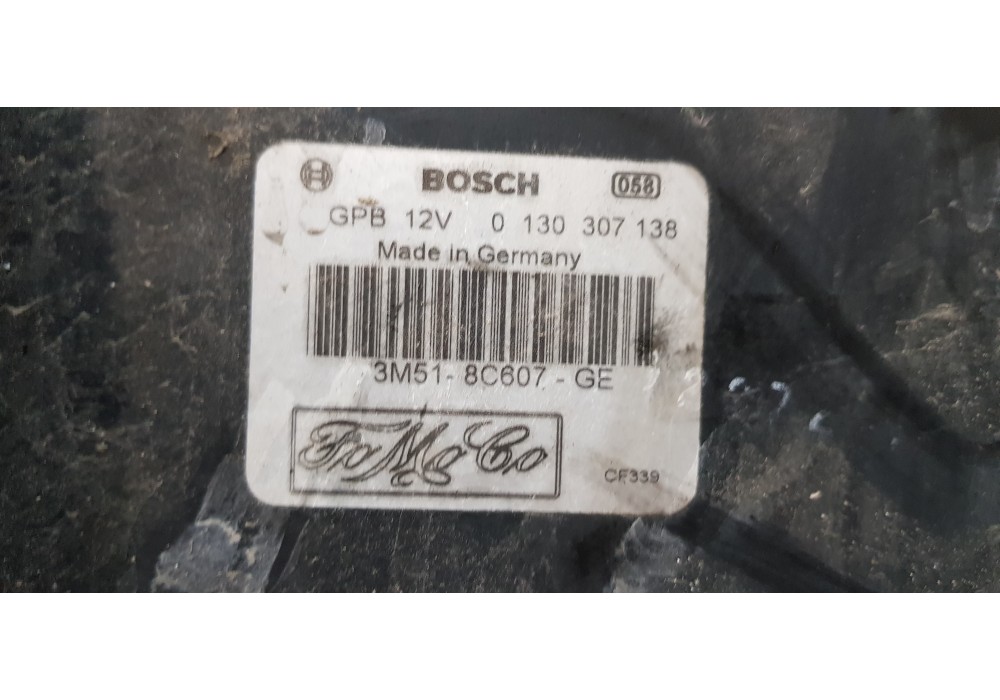 BOSCH 058
GPB 12V 0 130 307 138
Made in Germany
3M51-8C607-GE
FoMoCo
CF339